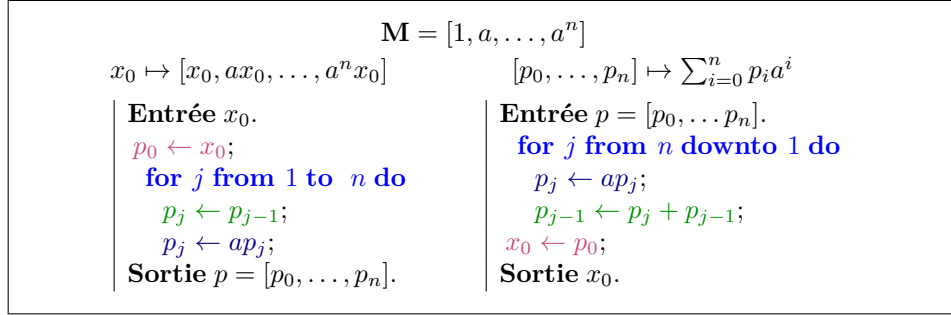 M = [1, a, . . . , a^n]
x_0 ↦ [x_0, ax_0, . . . , a^n x_0]
Entrée x_0.
p_0 ← x_0;
for j from 1 to n do
p_j ← p_{j−1};
p_j ← ap_j;
Sortie p = [p_0, . . . , p_n].
[p_0, . . . , p_n] ↦ ∑_{i=0}^{n} p_i a^i
Entrée p = [p_0, . . . p_n].
for j from n downto 1 do
p_j ← ap_j;
p_{j−1} ← p_j + p_{j−1};
x_0 ← p_0;
Sortie x_0.